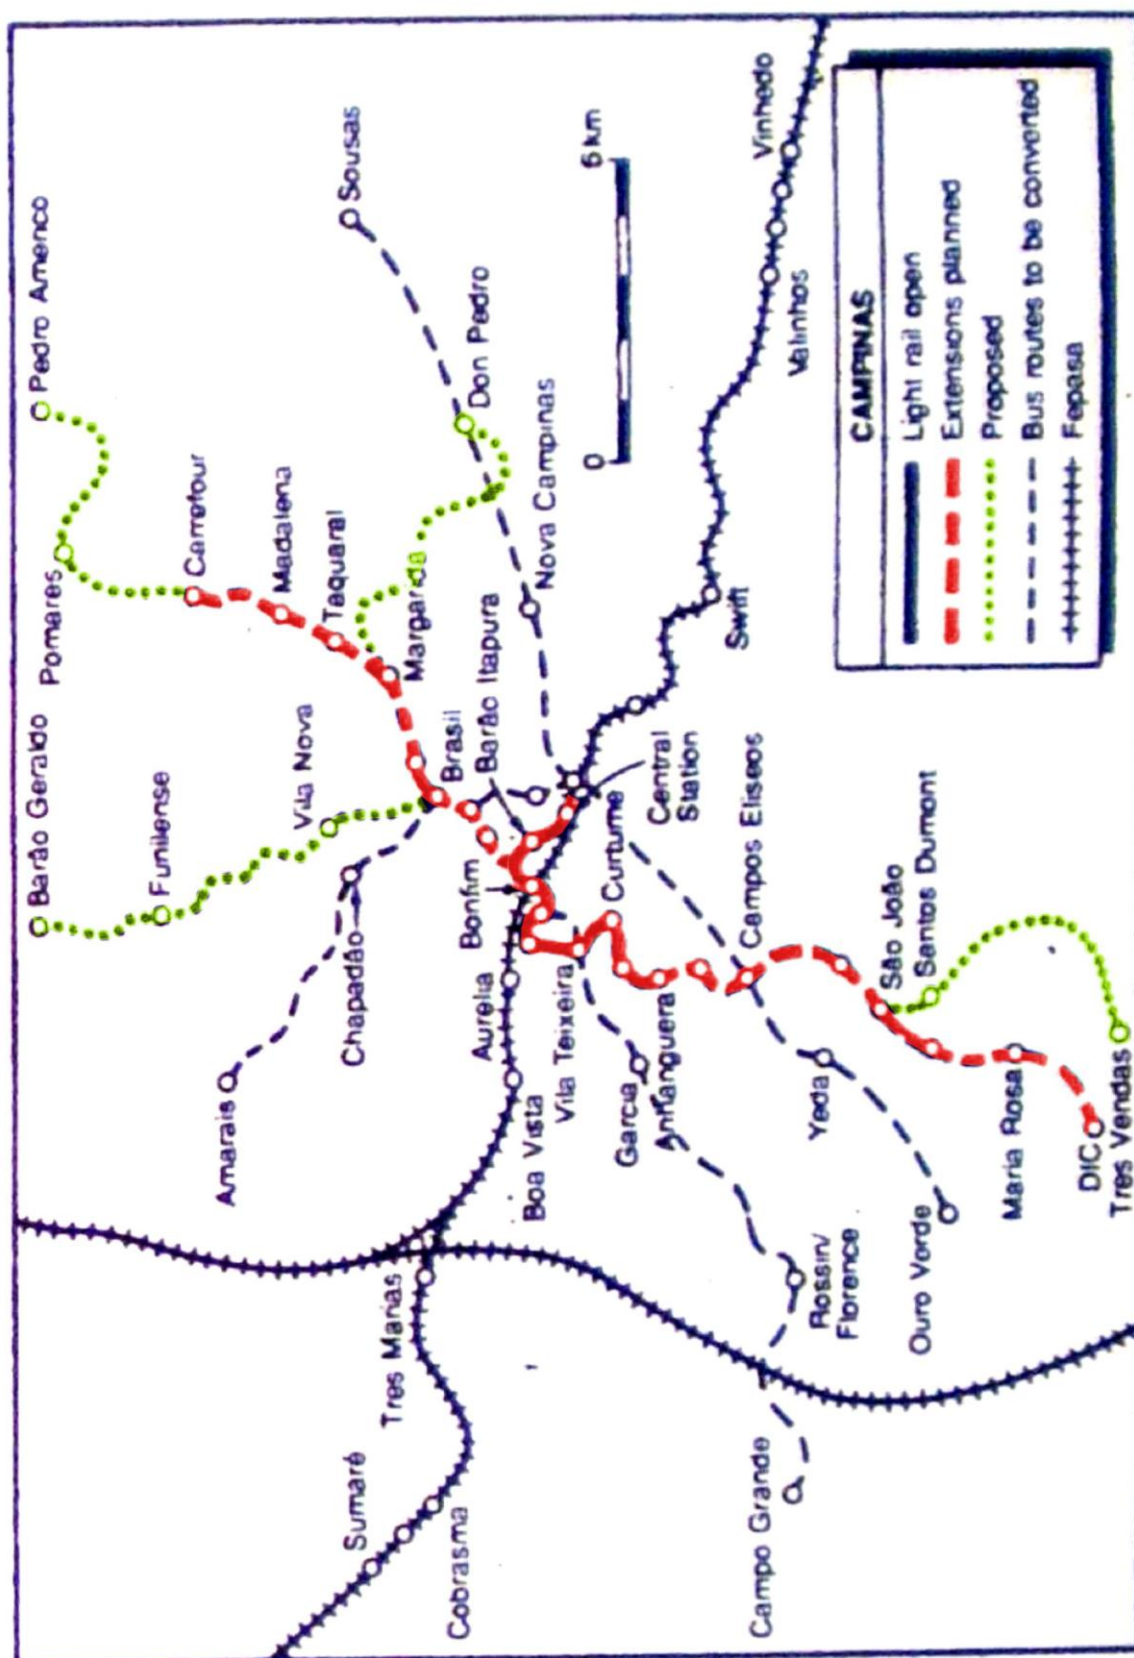 CAMPINAS
Light rail open
Extensions planned
Proposed
Bus routes to be converted
Fepasa
0
6 km
Sumaré
Cobrasma
Tres Marias
Amarais
Chapadão
Barão Geraldo
Funilense
Vila Nova
Pomares
Pedro Amenco
Carrefour
Madalena
Taquaral
Margarida
Brasil
Barão Itapura
Sousas
Don Pedro
Nova Campinas
Bonfim
Aurelia
Boa Vista
Vila Teixeira
Curtume
Central
Station
Swift
Valinhos
Vinhedo
Garcia
Anhanguera
Campos Eliseos
Yeda
Rossin/
Florence
Campo Grande
Ouro Verde
São João
Santos Dumont
Maria Rosa
DIC
Tres Vendas